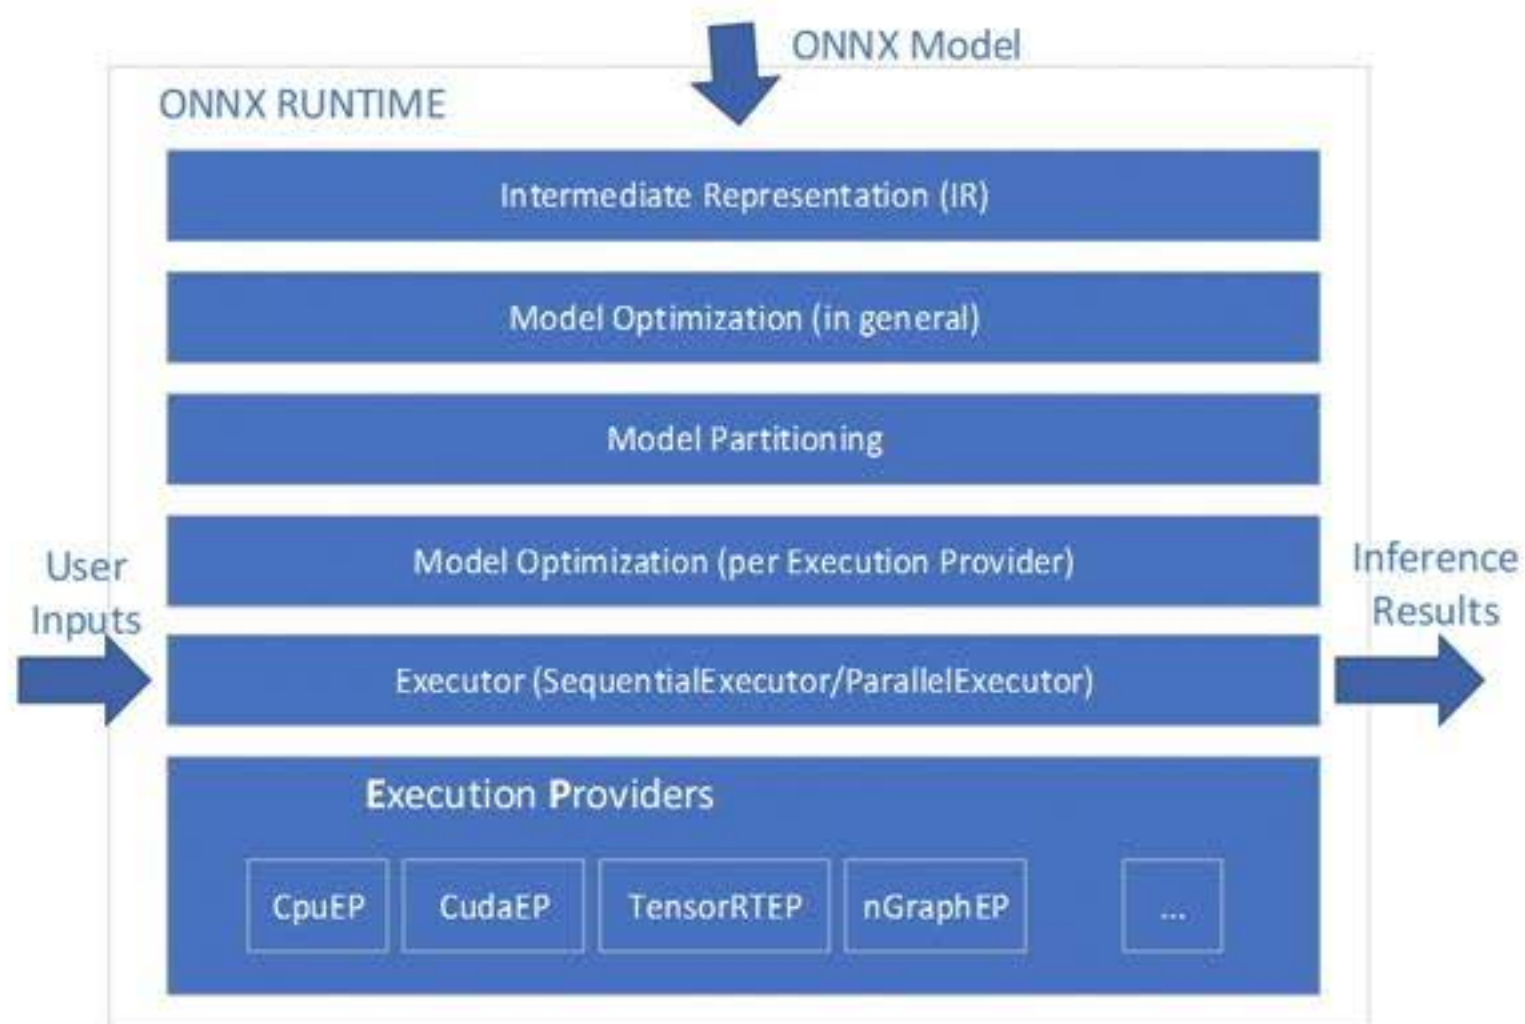 ONNX Model
ONNX RUNTIME
Intermediate Representation (IR)
Model Optimization (in general)
Model Partitioning
Model Optimization (per Execution Provider)
User
Inputs
Inference
Results
Executor (SequentialExecutor/ParallelExecutor)
Execution Providers
CpuEP
CudaEP
TensorRTEP
nGraphEP
...